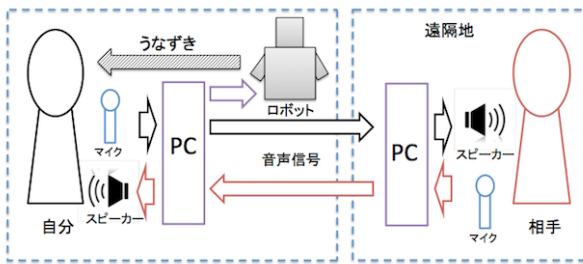 うなずき
ロボット
マイク
PC
スピーカー
自分
音声信号
遠隔地
PC
スピーカー
マイク
相手